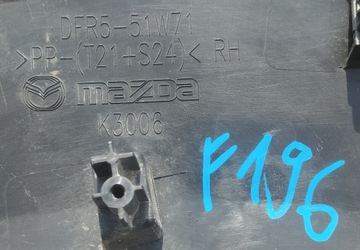 DFR5-51W71
>PP-(T21+S24)< RH
mazda
K3008
F196